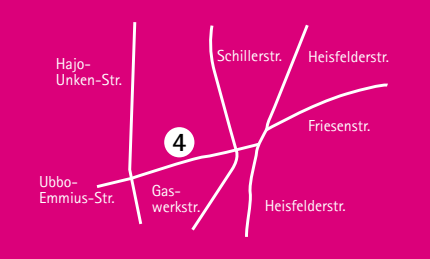 Schillerstr.
Heisfelderstr.
Hajo-
Unken-Str.
Friesenstr.
4
Ubbo-
Emmius-Str.
Gas-
werkstr.
Heisfelderstr.